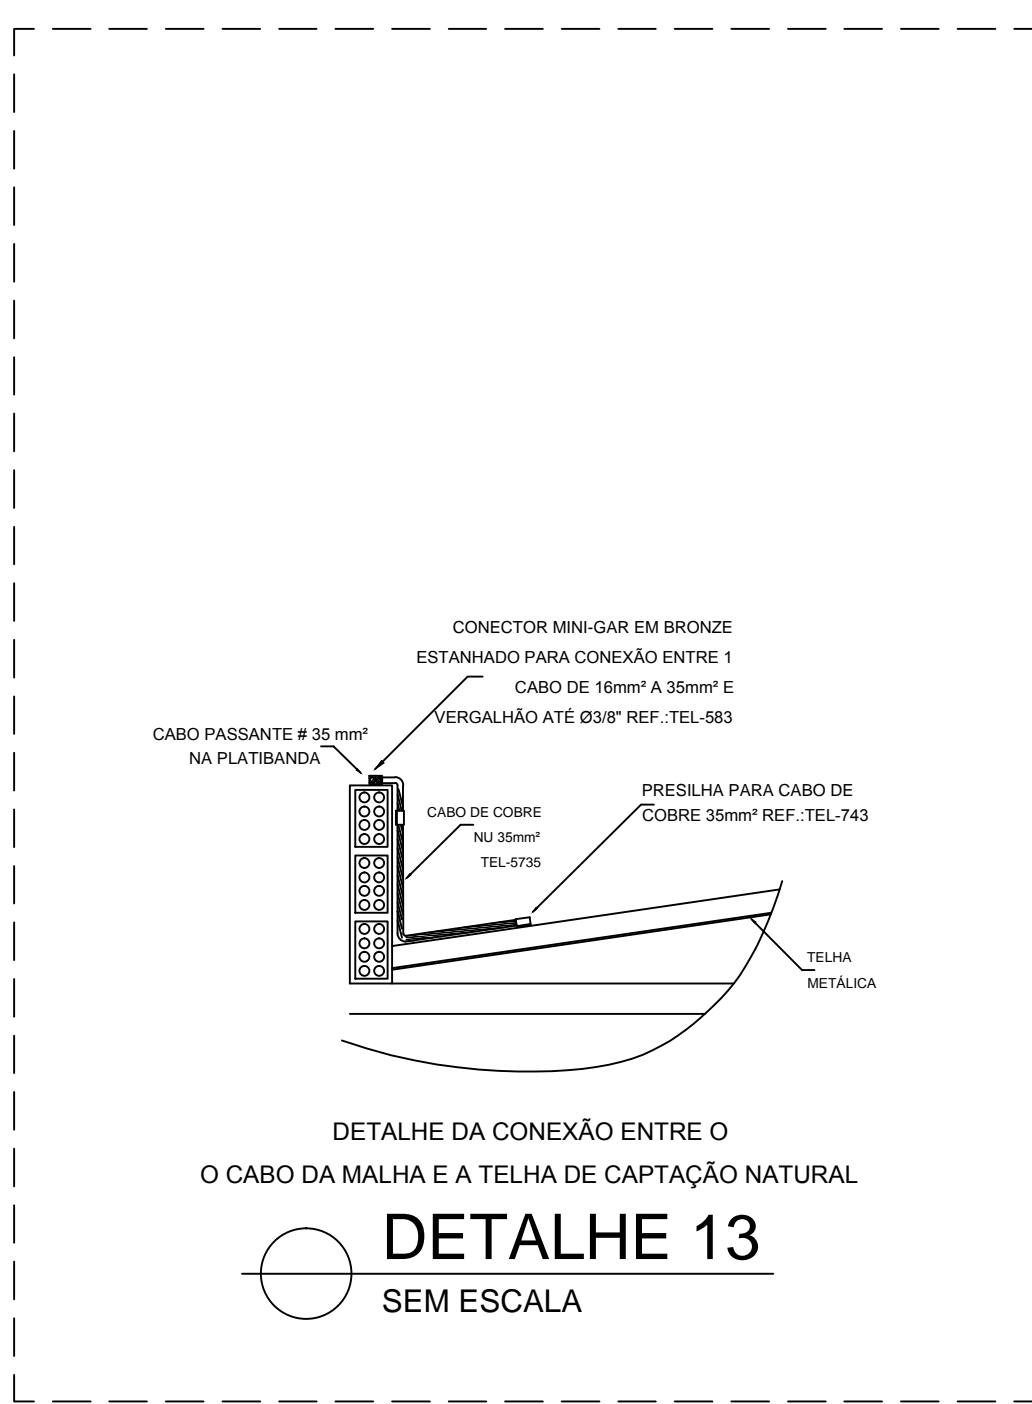 CONECTOR MINI-GAR EM BRONZE
ESTANHADO PARA CONEXÃO ENTRE 1
CABO DE 16mm² A 35mm² E
VERGALHÃO ATÉ Ø3/8" REF.:TEL-583
CABO PASSANTE # 35 mm²
NA PLATIBANDA
PRESILHA PARA CABO DE
COBRE 35mm² REF.:TEL-743
CABO DE COBRE
NU 35mm²
TEL-5735
TELHA
METÁLICA
DETALHE DA CONEXÃO ENTRE O
O CABO DA MALHA E A TELHA DE CAPTAÇÃO NATURAL
DETALHE 13
SEM ESCALA